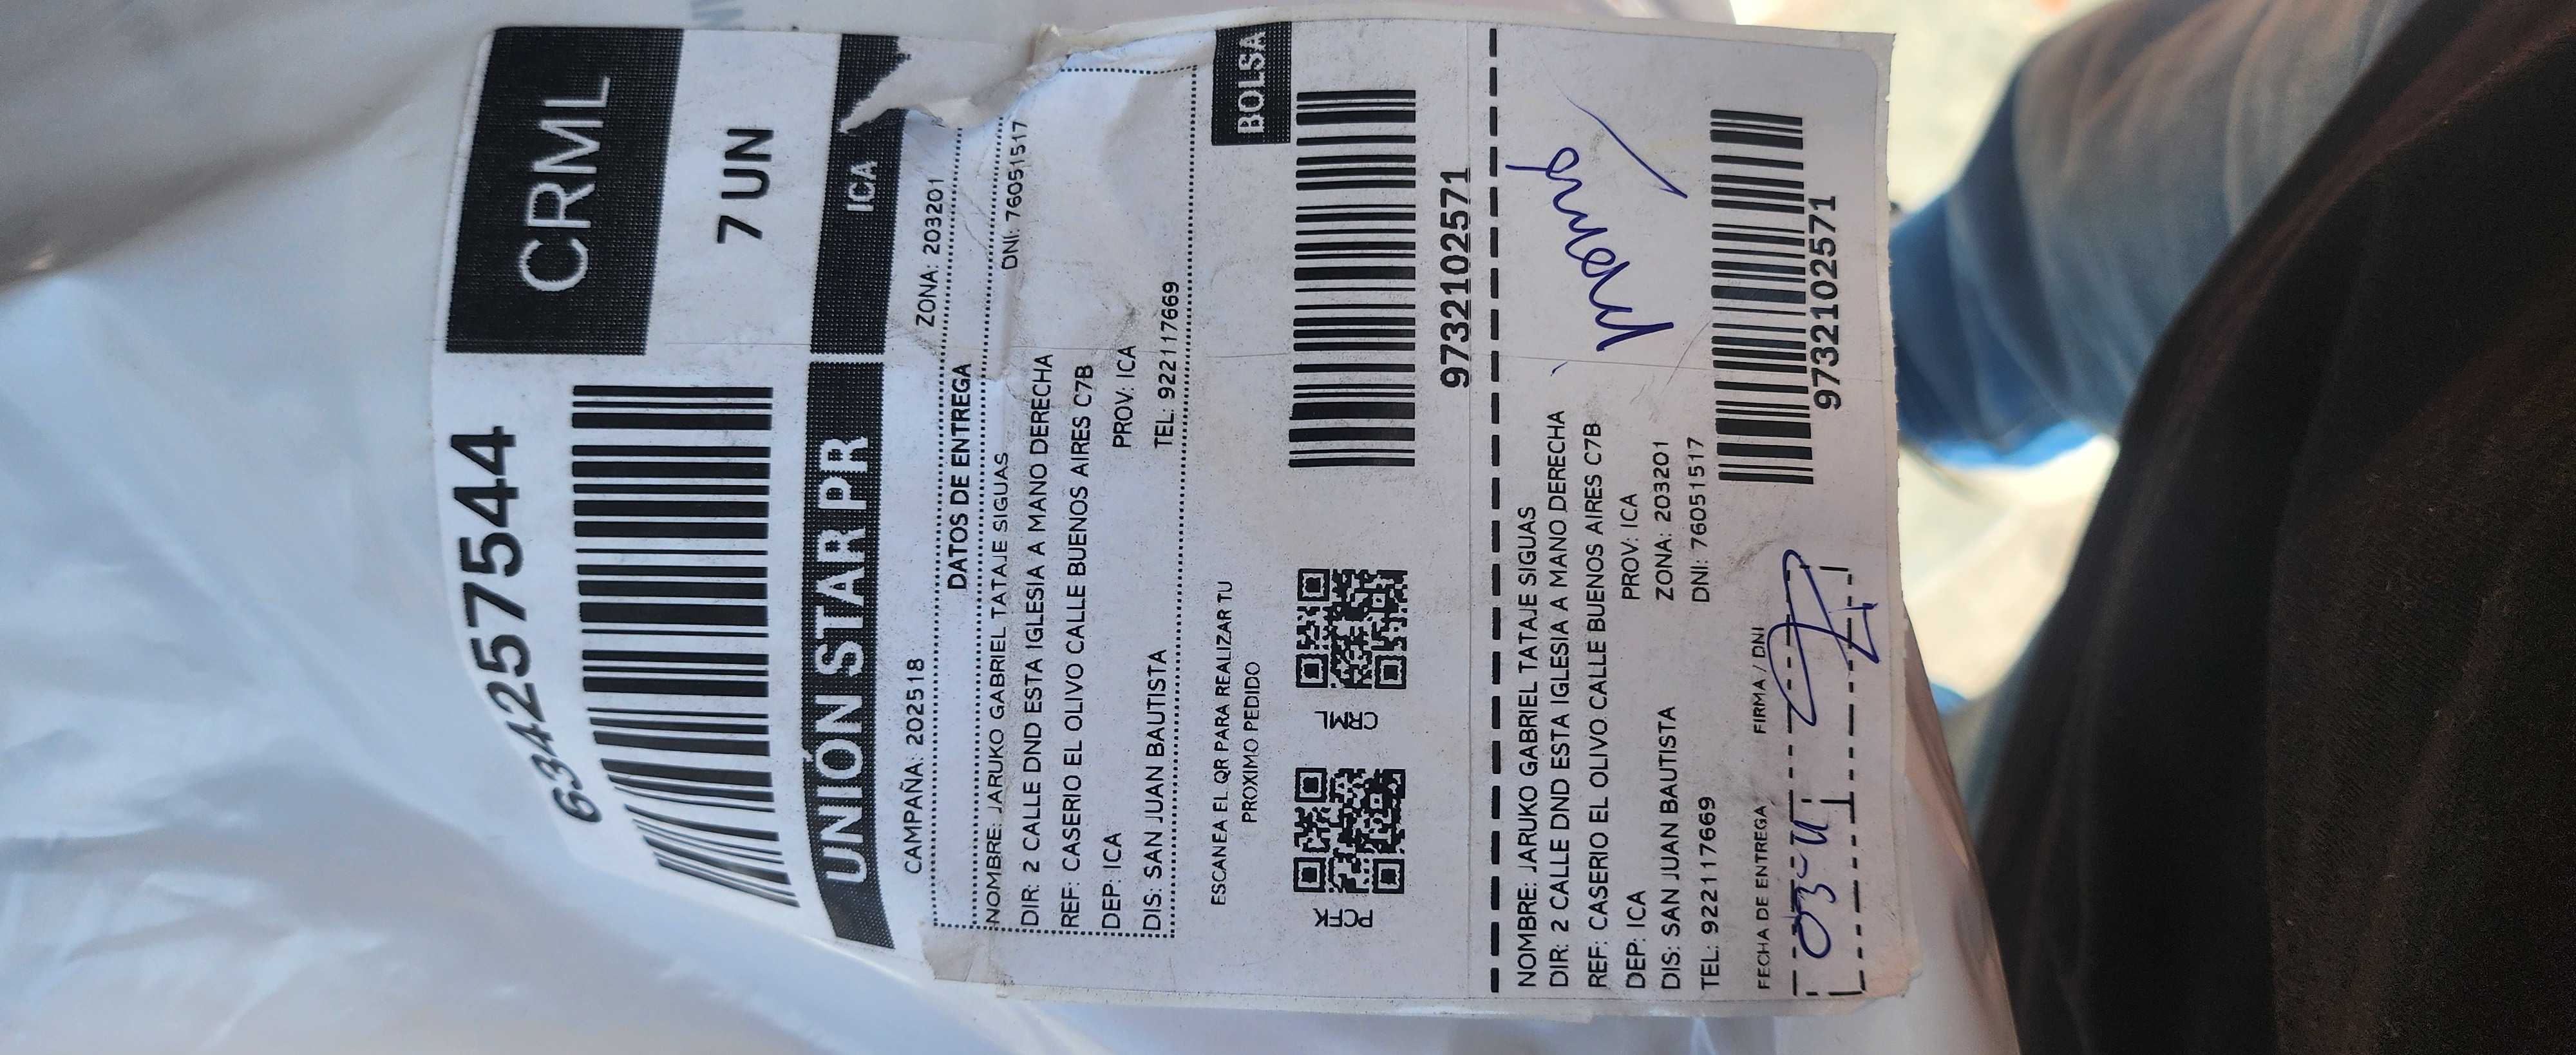 634257544
CRML
7 UN
UNIÓN STAR PR
ICA
CAMPAÑA: 202518
ZONA: 203201
DATOS DE ENTREGA
NOMBRE: JARUKO GABRIEL TATAJE SIGUAS
DNI: 760515517
DIR: 2 CALLE DND ESTA IGLESIA A MANO DERECHA
REF: CASERIO EL OLIVO CALLE BUENOS AIRES C7B
DEP: ICA
PROV: ICA
DIS: SAN JUAN BAUTISTA
TEL: 922117669
ESCANEA EL QR PARA REALIZAR TU
PROXIMO PEDIDO
BOLSA
CRML
9732102571
NOMBRE: JARUKO GABRIEL TATAJE SIGUAS
DIR: 2 CALLE DND ESTA IGLESIA A MANO DERECHA
REF: CASERIO EL OLIVO CALLE BUENOS AIRES C7B
DEP: ICA
PROV: ICA
DIS: SAN JUAN BAUTISTA
ZONA: 203201
TEL: 922117669
DNI: 760515517
FECHA DE ENTREGA
FIRMA / DNI
9732102571